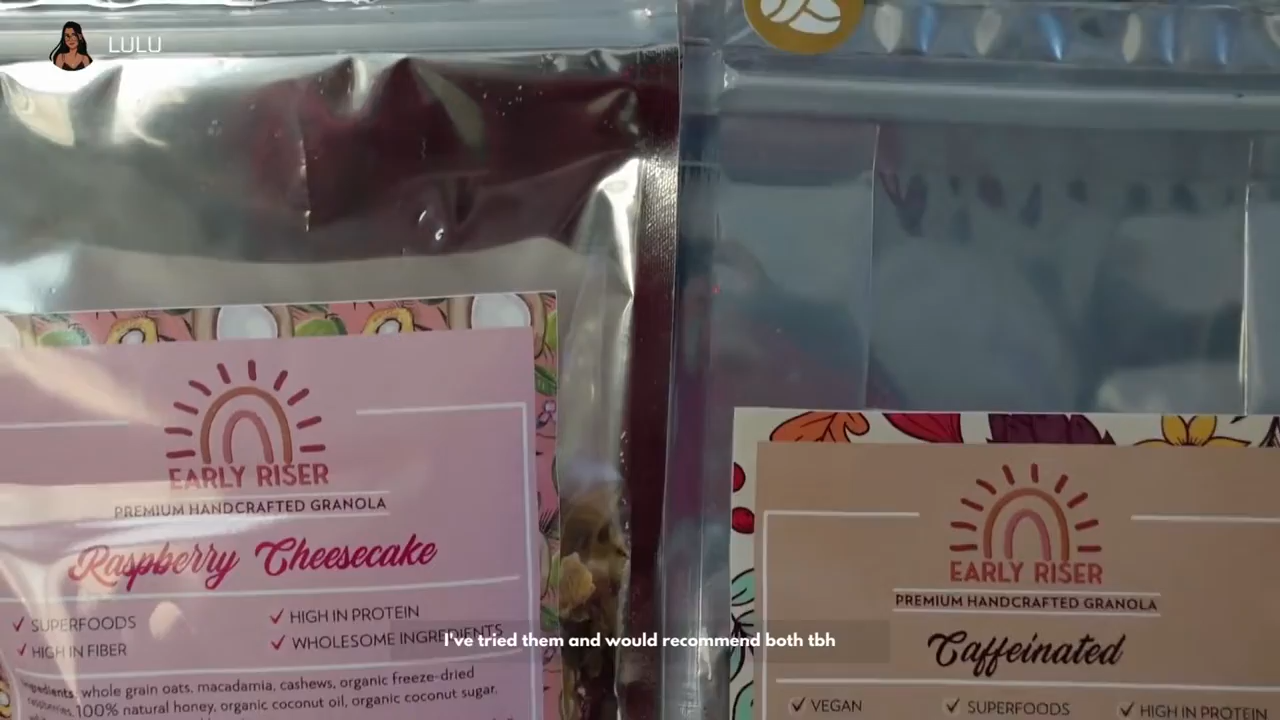 LULU
EARLY RISER
PREMIUM HANDCRAFTED GRANOLA
Raspberry Cheesecake
✓ SUPERFOODS
✓ HIGH IN PROTEIN
✓ HIGH IN FIBER
✓ WHOLESOME INGREDIENTS
Ingredients: whole grain oats, macadamia, cashews, organic freeze-dried
raspberries, 100% natural honey, organic coconut oil, organic coconut sugar,
EARLY RISER
PREMIUM HANDCRAFTED GRANOLA
Caffeinated
✓ VEGAN
✓ SUPERFOODS
✓ HIGH IN PROTEIN
I've tried them and would recommend both tbh